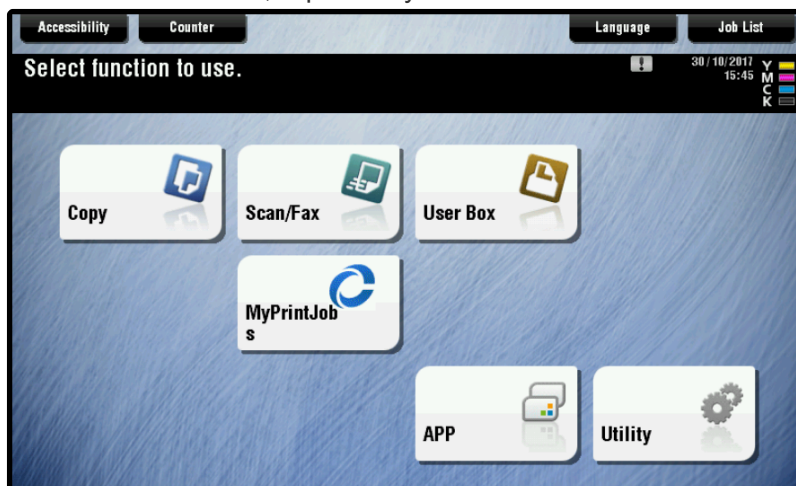 Accessibility Counter Language Job List
Select function to use.
30/10/2017
15:45
Y
M
C
K
Copy Scan/Fax User Box
MyPrintJob
s
APP Utility